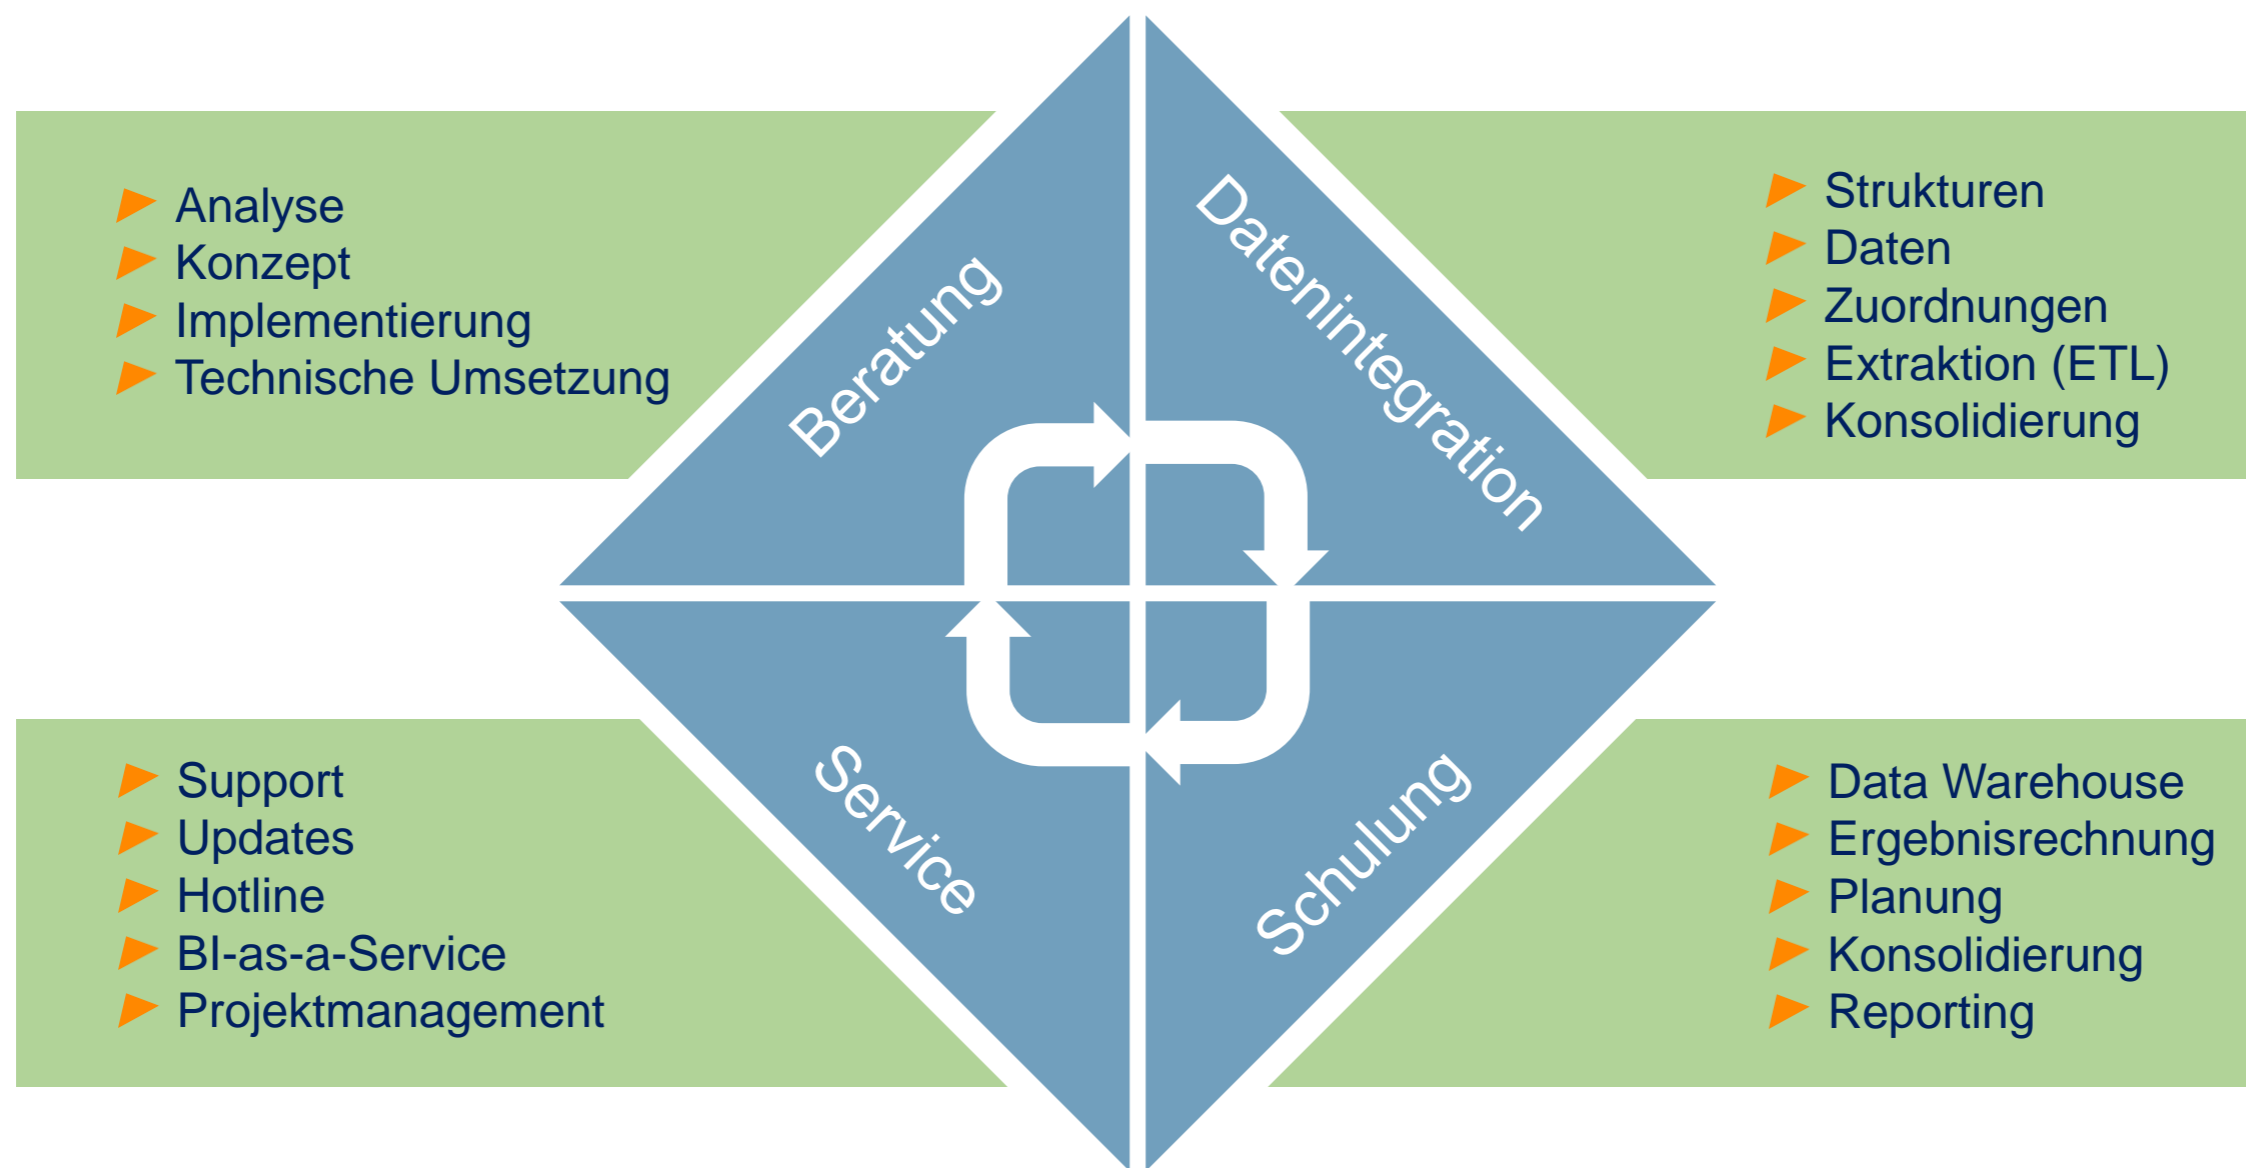 Beratung
Analyse
Konzept
Implementierung
Technische Umsetzung
Datenintegration
Strukturen
Daten
Zuordnungen
Extraktion (ETL)
Konsolidierung
Service
Support
Updates
Hotline
BI-as-a-Service
Projektmanagement
Schulung
Data Warehouse
Ergebnisrechnung
Planung
Konsolidierung
Reporting